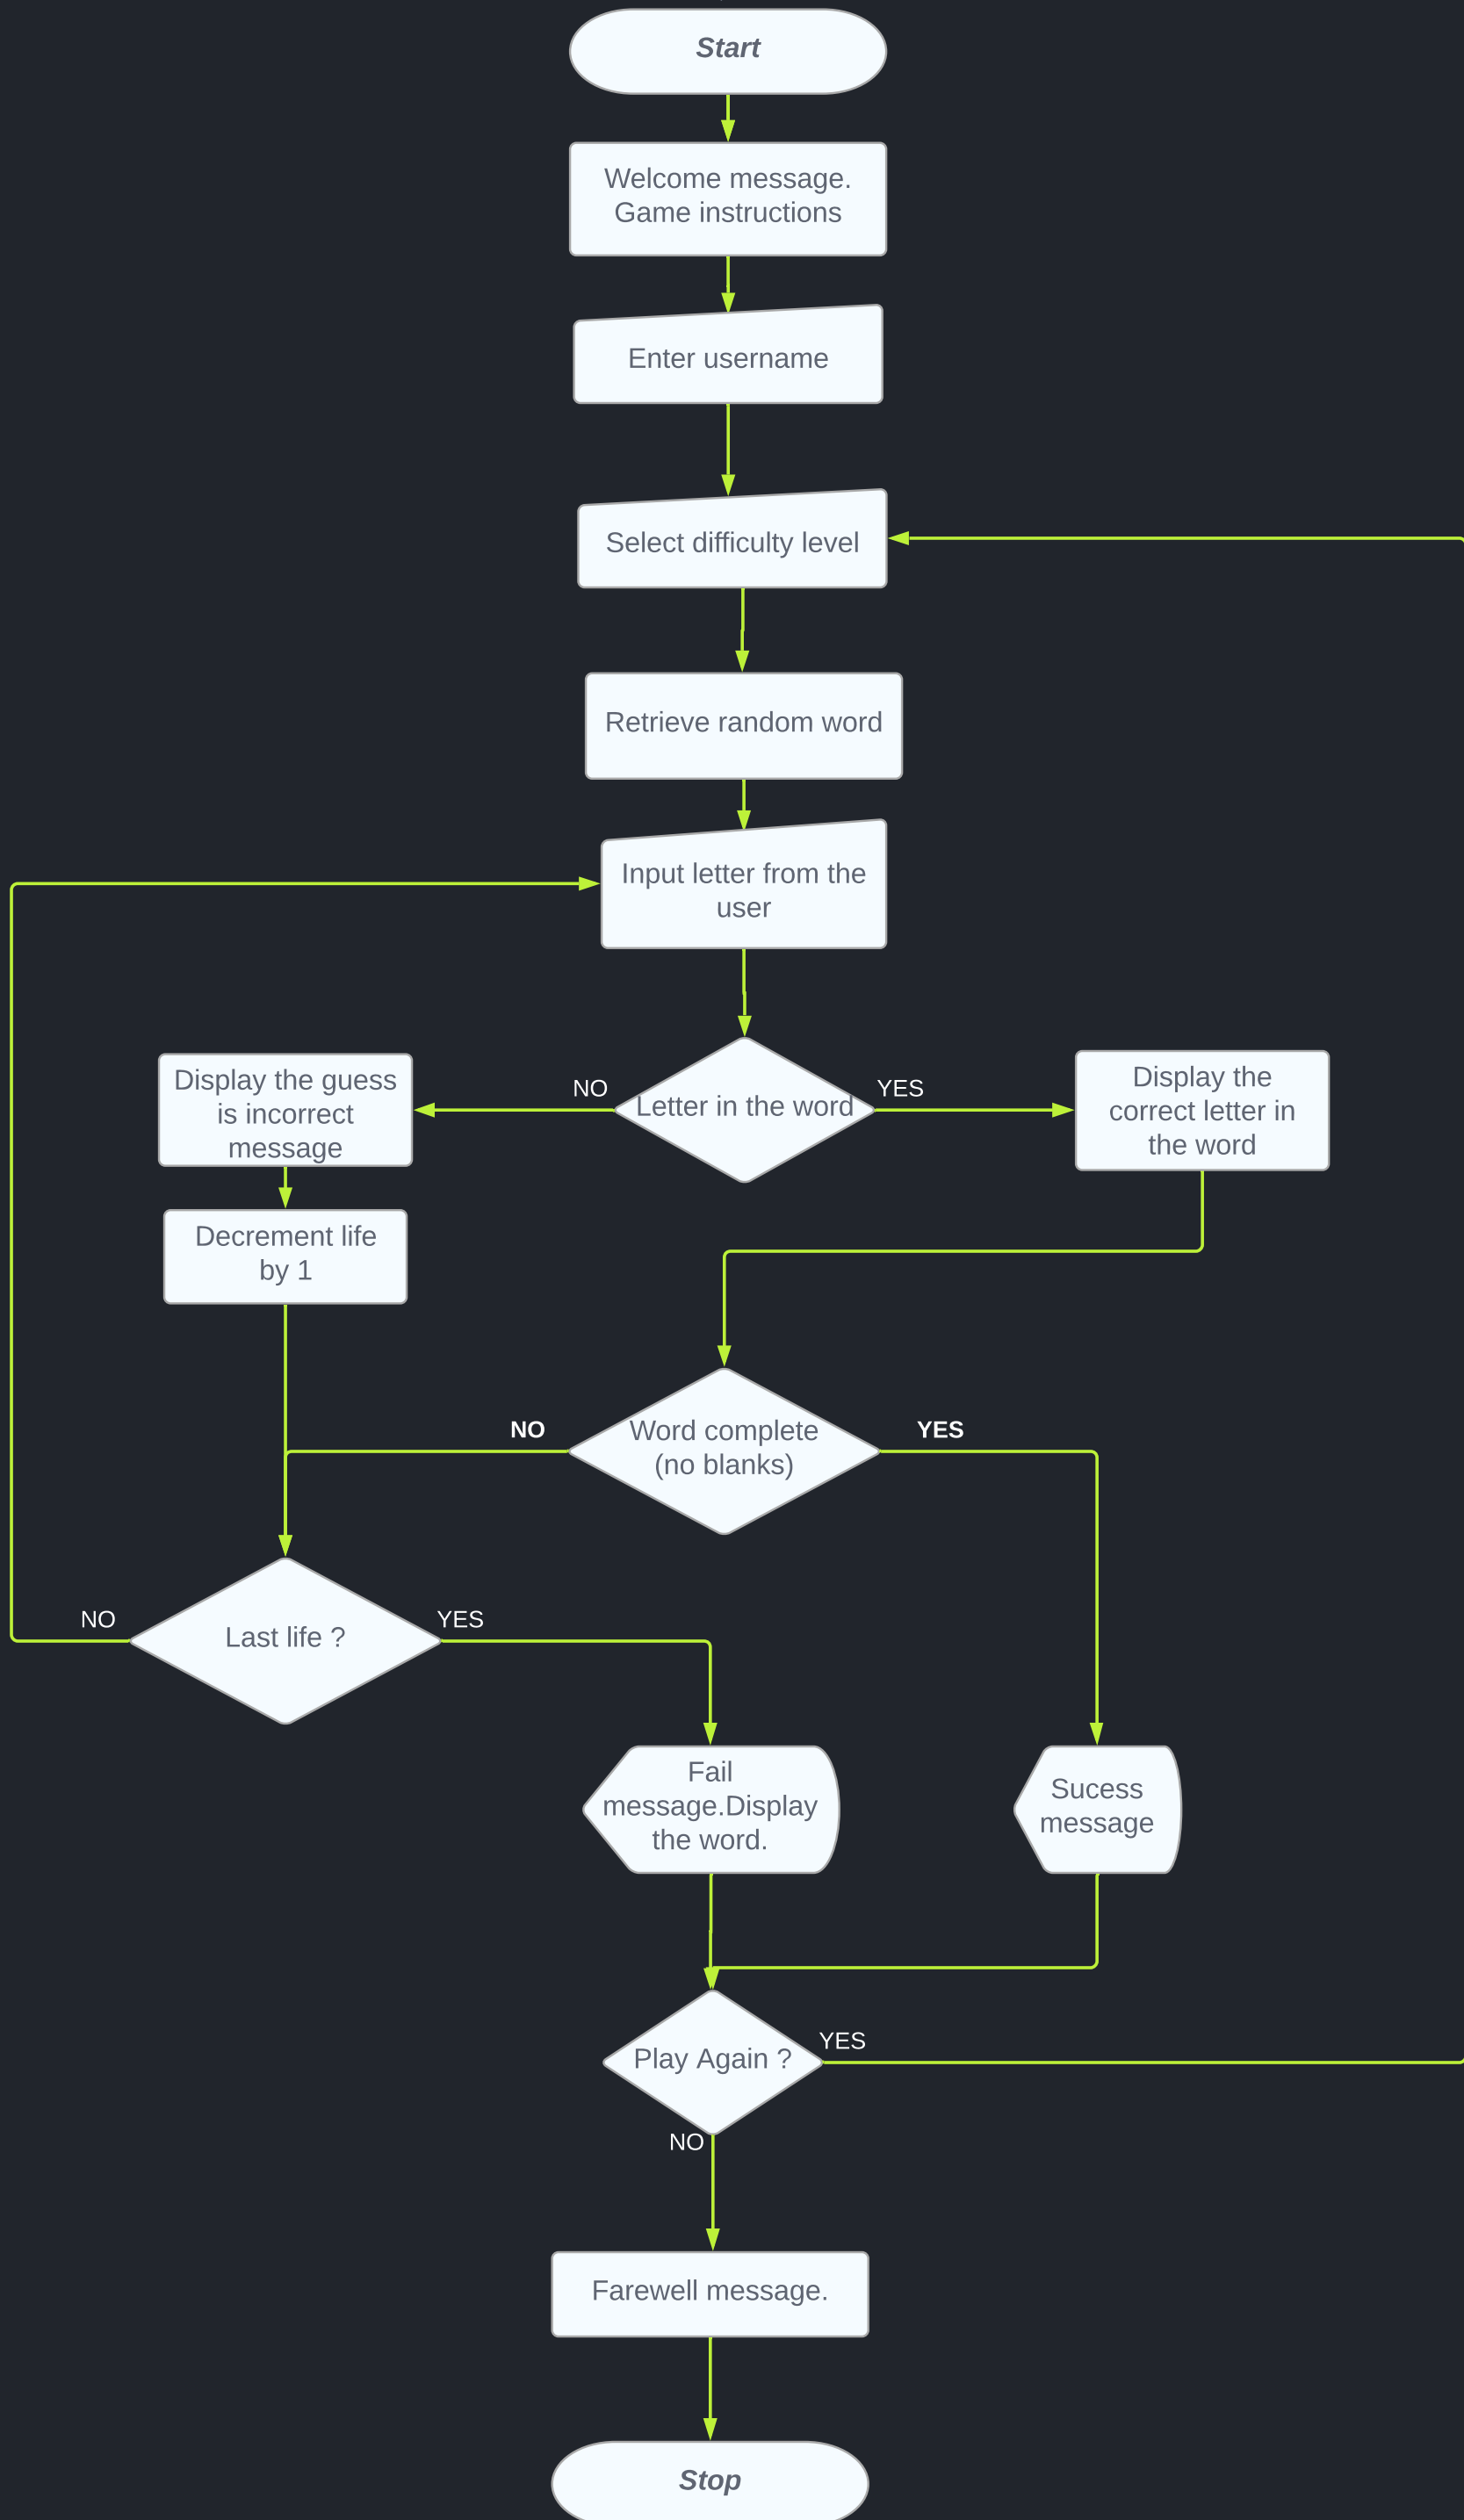 Start
Welcome message.
Game instructions
Enter username
Select difficulty level
Retrieve random word
Input letter from the
user
Display the guess
is incorrect
message
NO
Letter in the word
YES
Display the
correct letter in
the word
Decrement life
by 1
NO
Word complete
(no blanks)
YES
NO
Last life ?
YES
Fail
message.Display
the word.
Sucess
message
Play Again ?
YES
NO
Farewell message.
Stop